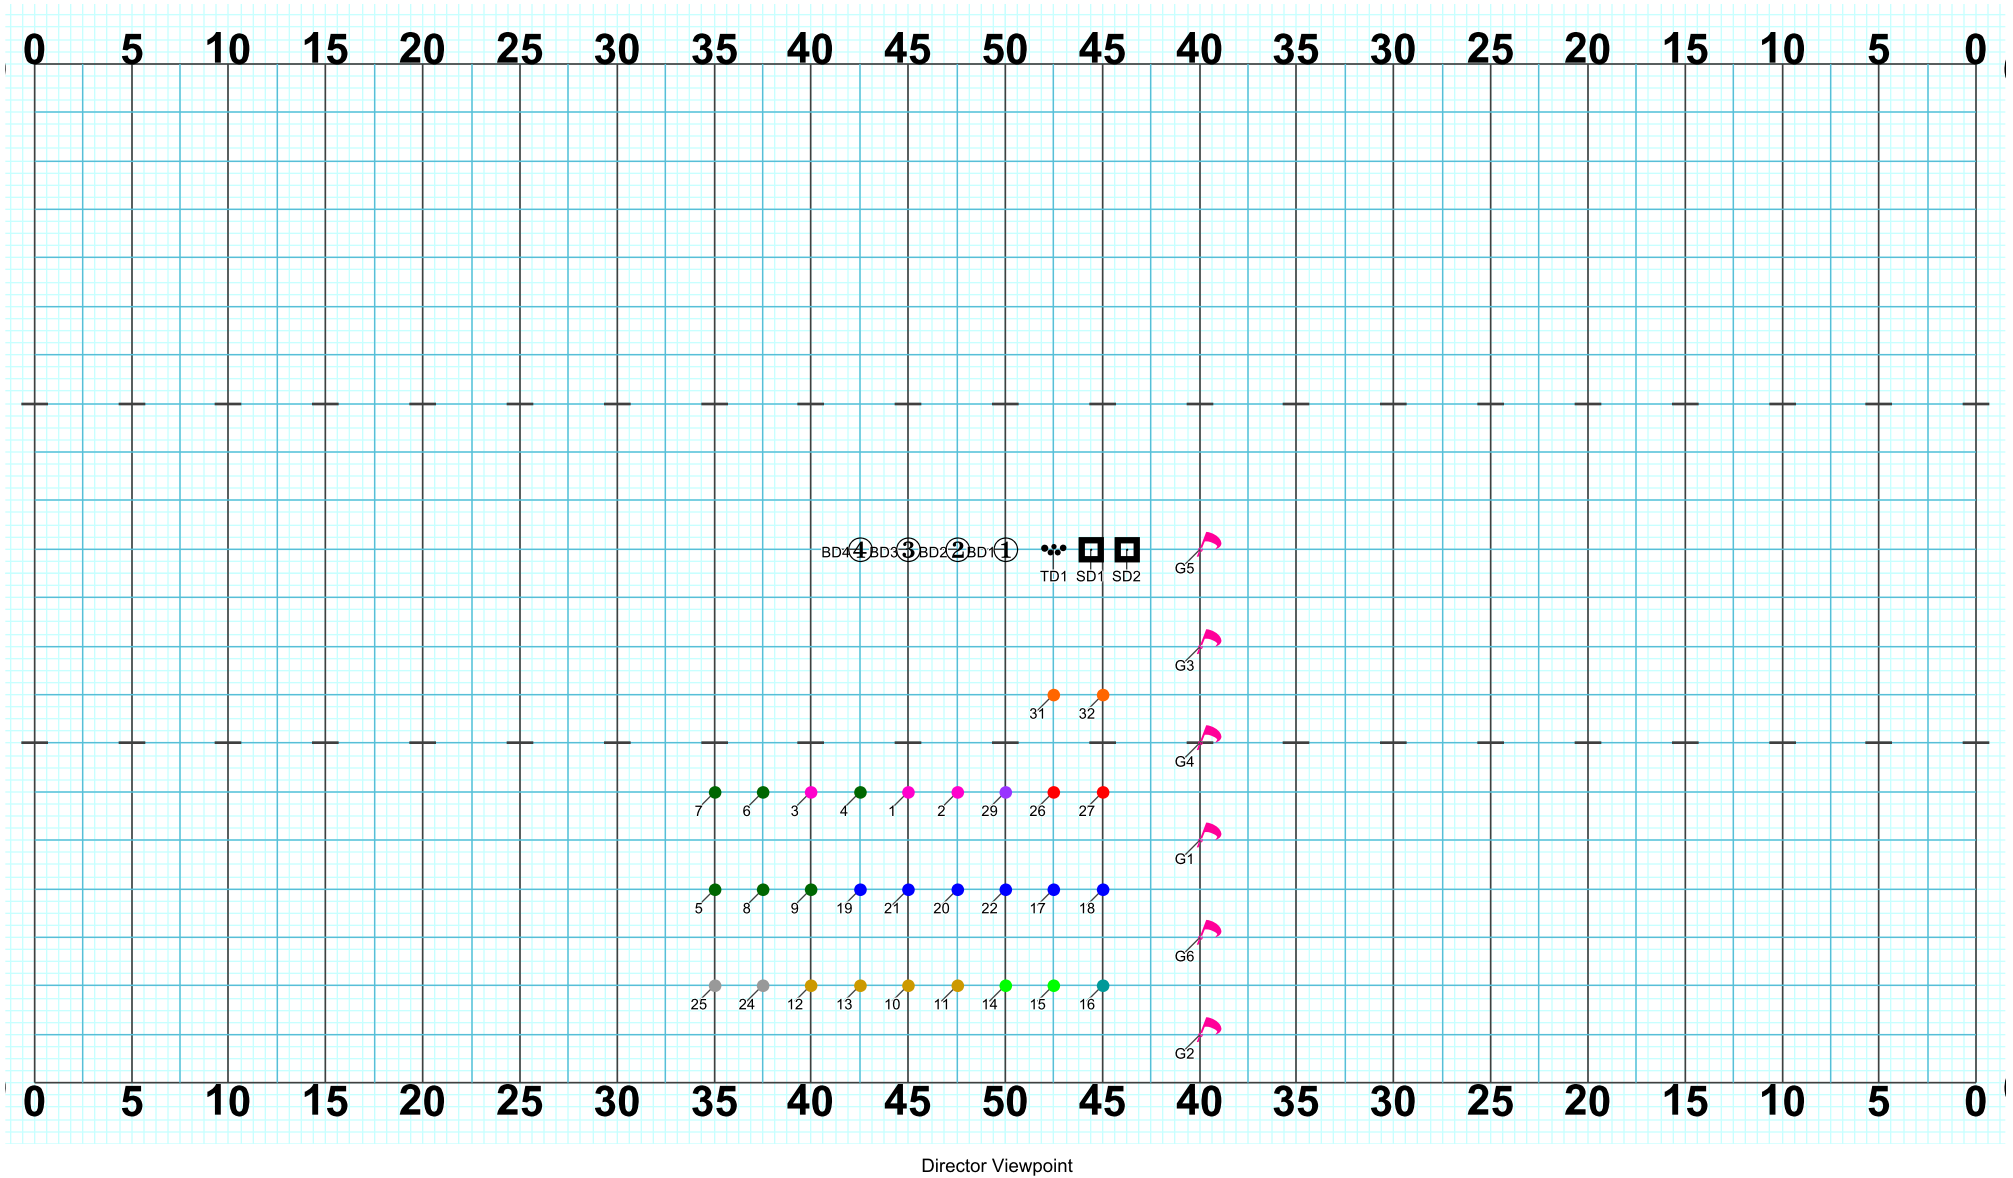 0 5 10 15 20 25 30 35 40 45 50 45 40 35 30 25 20 15 10 5 0
BD4 4 BD3 3 BD2 2 BD1 1
TD1 SD1 SD2 G5
G3
31 32
G4
7 6 3 4 1 2 29 26 27
G1
5 8 9 19 21 20 22 17 18
G6
25 24 12 13 10 11 14 15 16
G2
0 5 10 15 20 25 30 35 40 45 50 45 40 35 30 25 20 15 10 5 0
Director Viewpoint